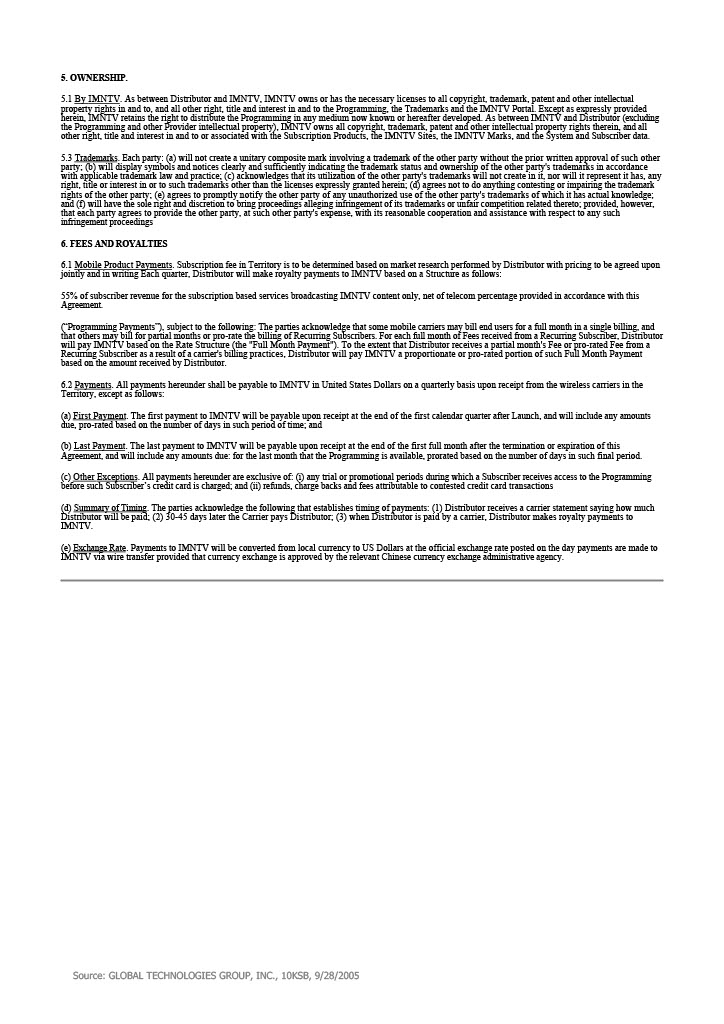 5. OWNERSHIP.
5.1 By IMNTV. As between Distributor and IMNTV, IMNTV owns or has the necessary licenses to all copyright, trademark, patent and other intellectual
property rights in and to, and all other right, title and interest in and to the Programming, the Trademarks and the IMNTV Portal. Except as expressly provided
herein, IMNTV retains the right to distribute the Programming in any medium now known or hereafter developed. As between IMNTV and Distributor (excluding
the Programming and other Provider intellectual property), IMNTV owns all copyright, trademark, patent and other intellectual property rights therein, and all
other right, title and interest in and to or associated with the Subscription Products, the IMNTV Sites, the IMNTV Marks, and the System and Subscriber data.
5.3 Trademarks. Each party: (a) will not create a unitary composite mark involving a trademark of the other party without the prior written approval of such other
party; (b) will display symbols and notices clearly and sufficiently indicating the trademark status and ownership of the other party's trademarks in accordance
with applicable trademark law and practice; (c) acknowledges that its utilization of the other party's trademarks will not create in it, nor will it represent it has, any
right, title or interest in or to such trademarks other than the licenses expressly granted herein; (d) agrees not to do anything contesting or impairing the trademark
rights of the other party; (e) agrees to promptly notify the other party of any unauthorized use of the other party's trademarks of which it has actual knowledge;
and (f) will have the sole right and discretion to bring proceedings alleging infringement of its trademarks or unfair competition related thereto; provided, however,
that each party agrees to provide the other party, at such other party's expense, with its reasonable cooperation and assistance with respect to any such
infringement proceedings
6. FEES AND ROYALTIES
6.1 Mobile Product Payments. Subscription fee in Territory is to be determined based on market research performed by Distributor with pricing to be agreed upon
jointly and in writing Each quarter, Distributor will make royalty payments to IMNTV based on a Structure as follows:
55% of subscriber revenue for the subscription based services broadcasting IMNTV content only, net of telecom percentage provided in accordance with this
Agreement.
("Programming Payments"), subject to the following: The parties acknowledge that some mobile carriers may bill end users for a full month in a single billing, and
that others may bill for partial months or pro-rate the billing of Recurring Subscribers. For each full month of Fees received from a Recurring Subscriber, Distributor
will pay IMNTV based on the Rate Structure (the "Full Month Payment"). To the extent that Distributor receives a partial month's Fee or pro-rated Fee from a
Recurring Subscriber as a result of a carrier's billing practices, Distributor will pay IMNTV a proportionate or pro-rated portion of such Full Month Payment
based on the amount received by Distributor.
6.2 Payments. All payments hereunder shall be payable to IMNTV in United States Dollars on a quarterly basis upon receipt from the wireless carriers in the
Territory, except as follows:
(a) First Payment. The first payment to IMNTV will be payable upon receipt at the end of the first calendar quarter after Launch, and will include any amounts
due, pro-rated based on the number of days in such period of time; and
(b) Last Payment. The last payment to IMNTV will be payable upon receipt at the end of the first full month after the termination or expiration of this
Agreement, and will include any amounts due: for the last month that the Programming is available, prorated based on the number of days in such final period.
(c) Other Exceptions. All payments hereunder are exclusive of: (i) any trial or promotional periods during which a Subscriber receives access to the Programming
before such Subscriber's credit card is charged; and (ii) refunds, charge backs and fees attributable to contested credit card transactions
(d) Summary of Timing. The parties acknowledge the following that establishes timing of payments: (1) Distributor receives a carrier statement saying how much
Distributor will be paid; (2) 30-45 days later the Carrier pays Distributor; (3) when Distributor is paid by a carrier, Distributor makes royalty payments to
IMNTV.
(e) Exchange Rate. Payments to IMNTV will be converted from local currency to US Dollars at the official exchange rate posted on the day payments are made to
IMNTV via wire transfer provided that currency exchange is approved by the relevant Chinese currency exchange administrative agency.
Source: GLOBAL TECHNOLOGIES GROUP, INC., 10KSB, 9/28/2005